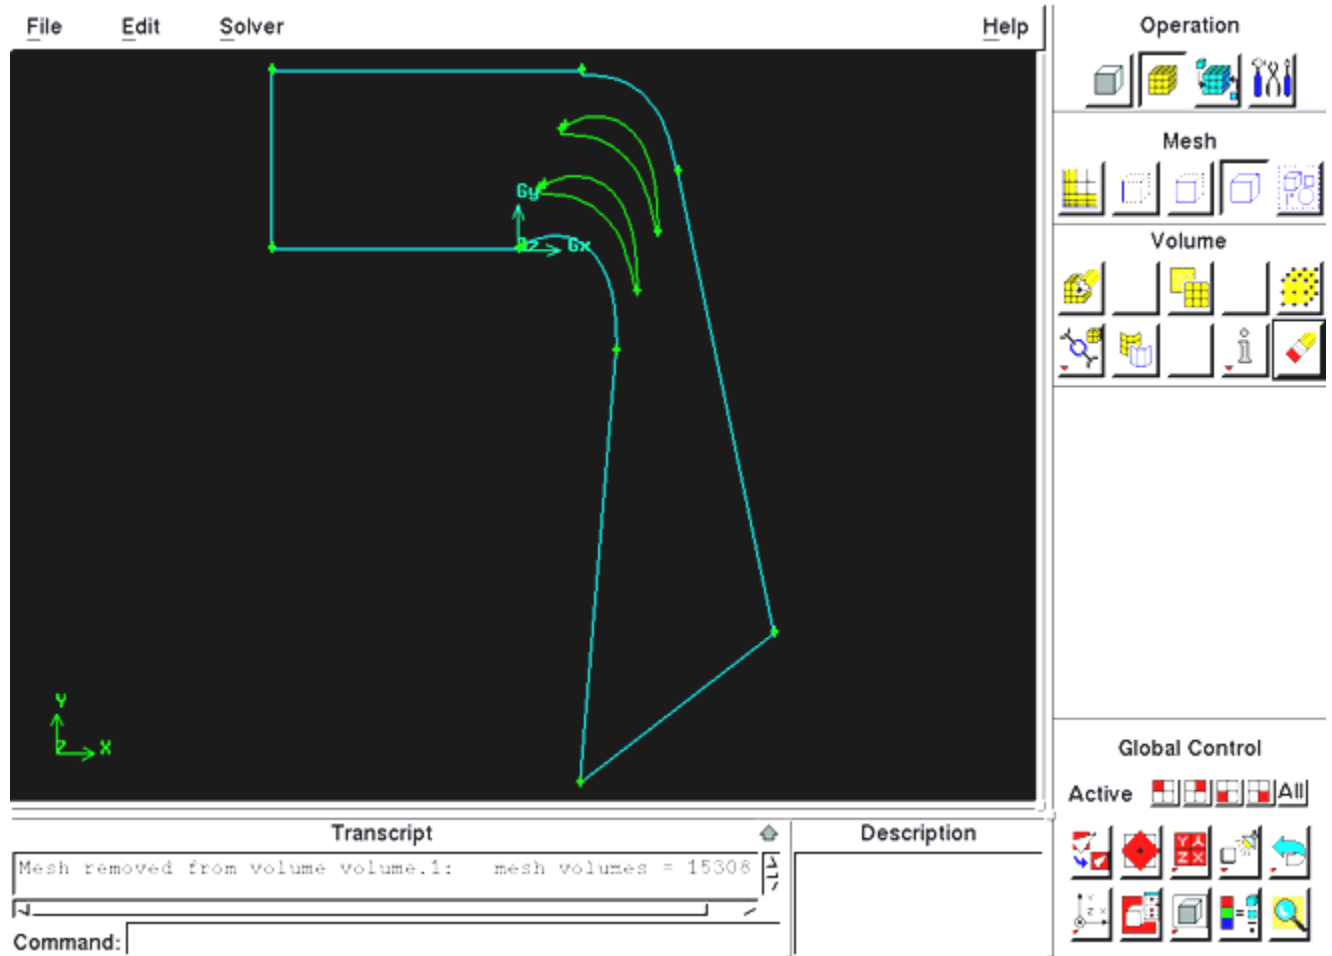 File Edit Solver Help
Operation
Mesh
Volume
Gy
Gx
Y
Z X
Global Control
Active All
Transcript
Description
Mesh removed from volume volume.1: mesh volumes = 15308
Command: